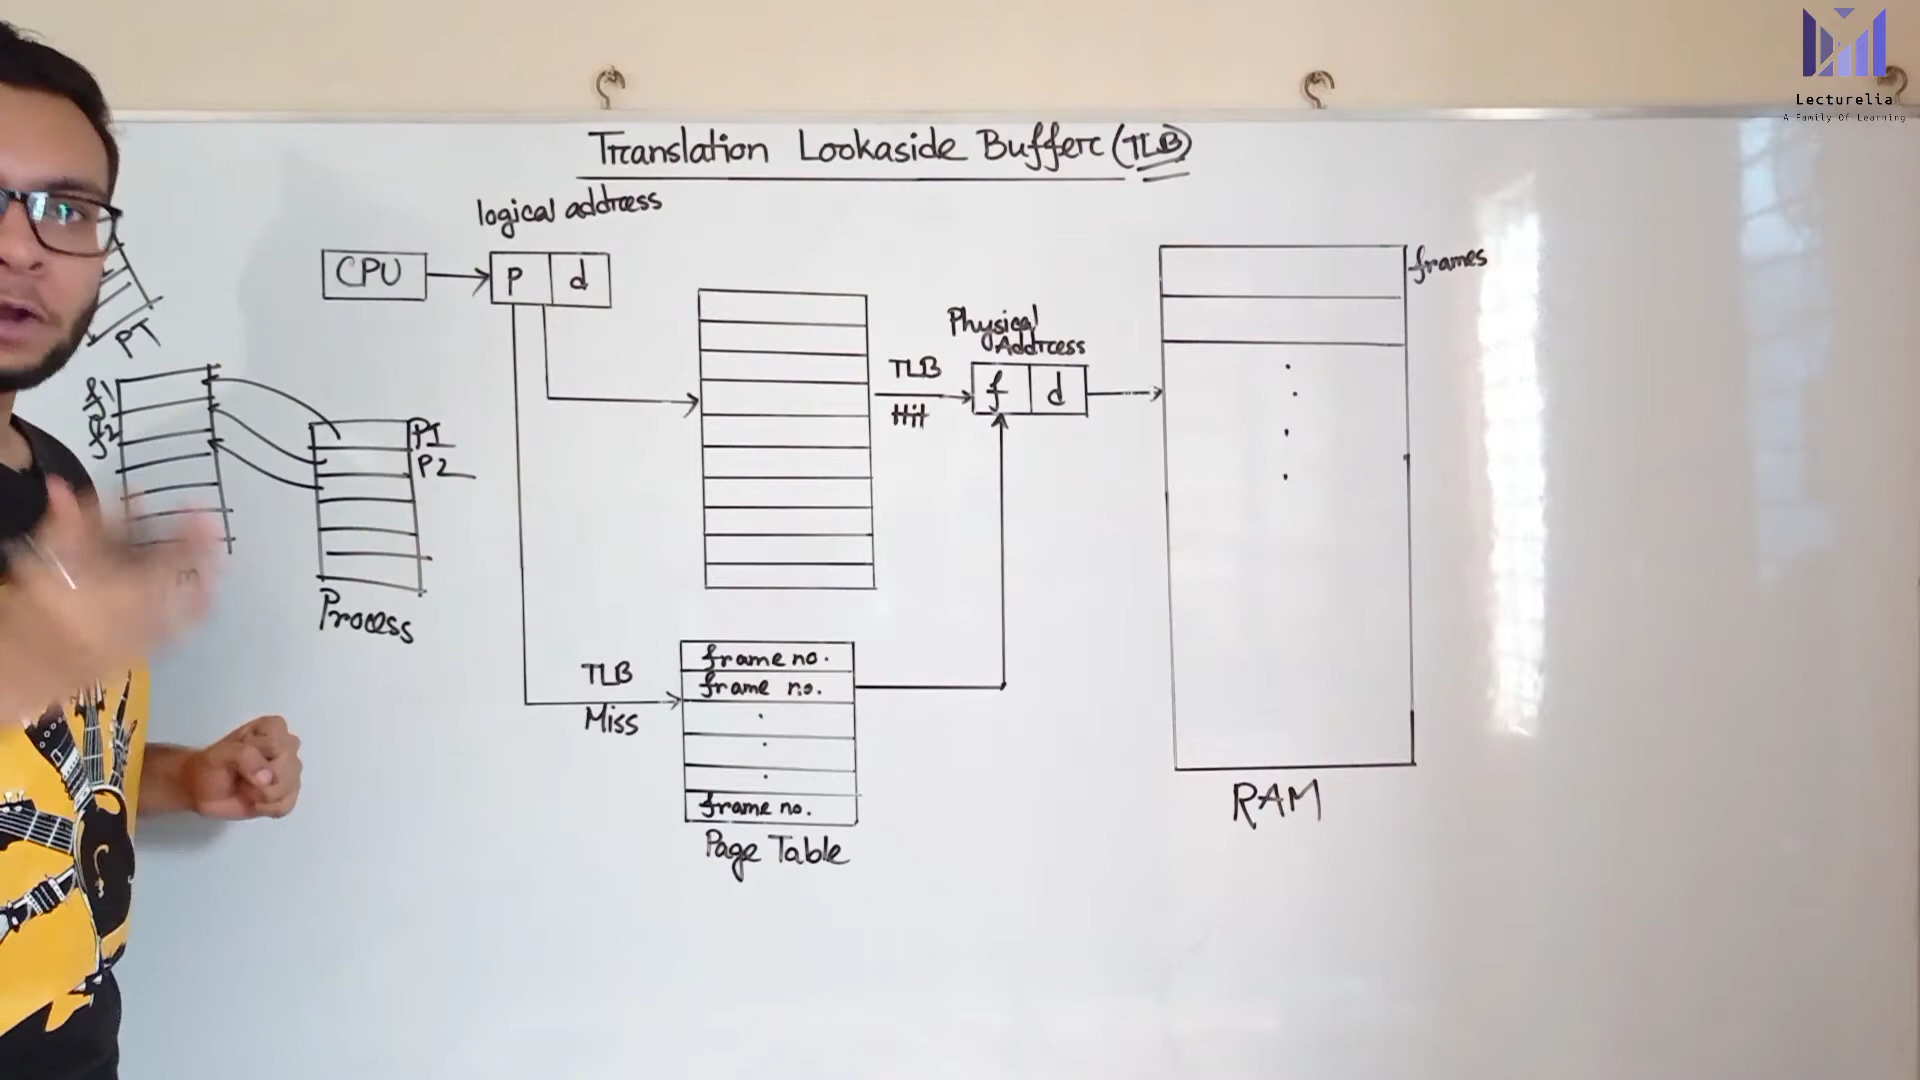 Lecturelia
A Family Of Learning
Translation Lookaside Buffer (TLB)
logical address
CPU
p d
frames
Physical
Address
TLB
Hit
f d
PT
f1
f2
P1
P2
m
Process
TLB
Miss
frame no.
frame no.
frame no.
Page Table
RAM